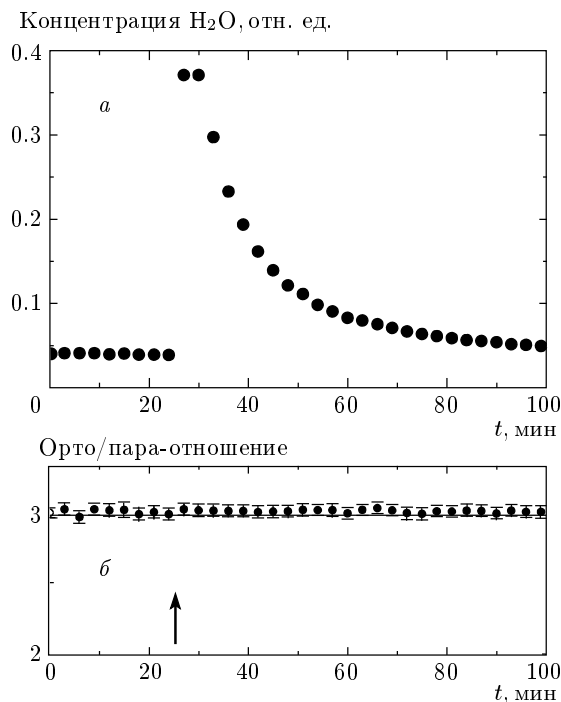 Концентрация H₂O, отн. ед.
0.4
а
0.3
0.2
0.1
0 20 40 60 80 100
t, мин
Орто/пара-отношение
3
б
2
0 20 40 60 80 100
t, мин